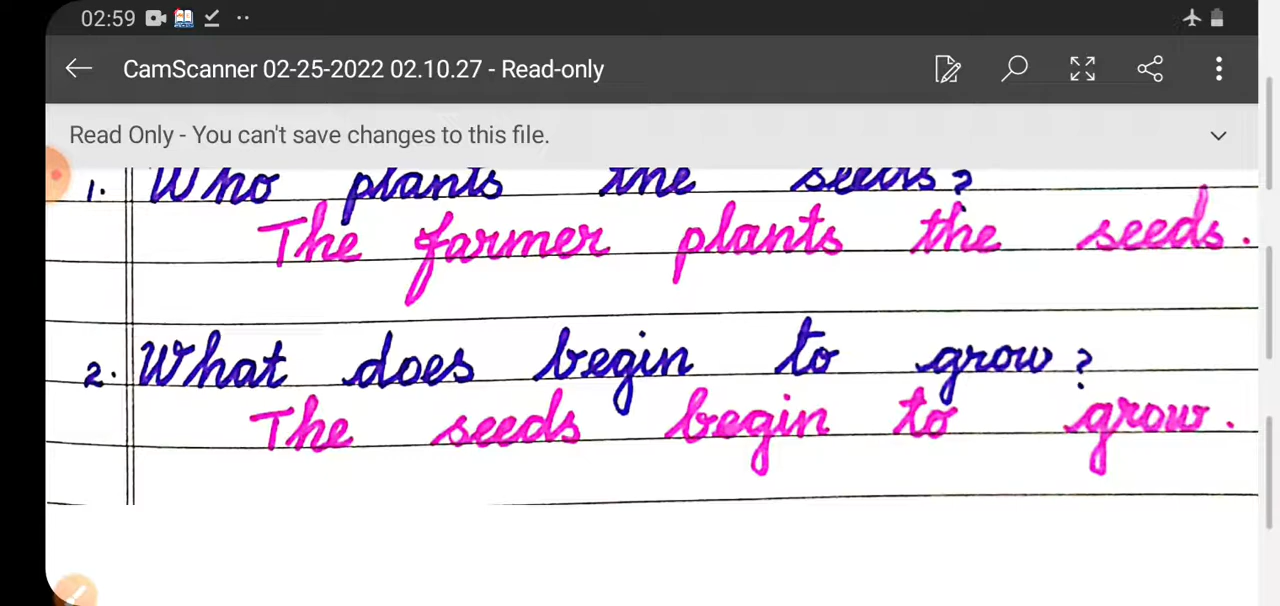 02:59
CamScanner 02-25-2022 02.10.27 - Read-only
Read Only - You can't save changes to this file.
1. Who plants the seeds?
The farmer plants the seeds.
2. What does begin to grow?
The seeds begin to grow.